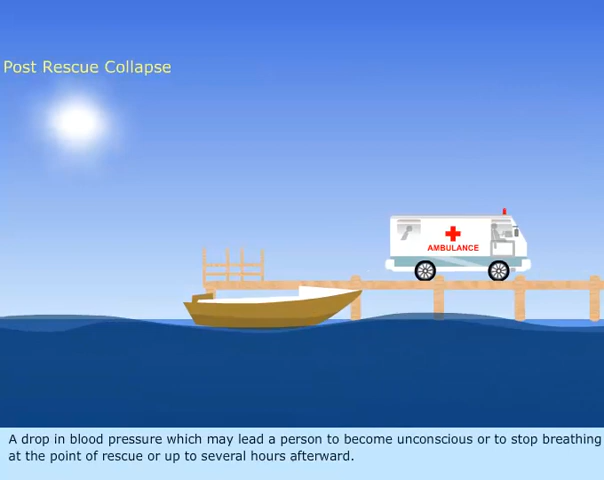 Post Rescue Collapse
AMBULANCE
A drop in blood pressure which may lead a person to become unconscious or to stop breathing
at the point of rescue or up to several hours afterward.